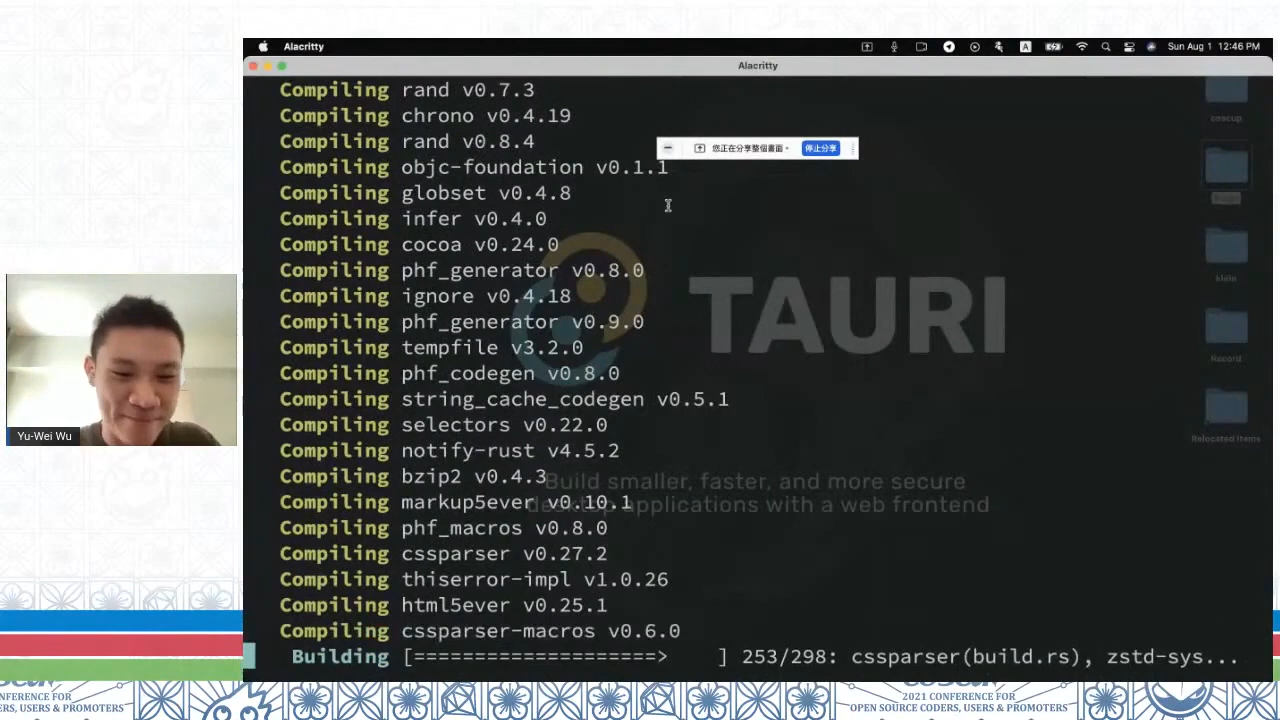 Alacritty
Sun Aug 1 12:46 PM
Alacritty
Compiling rand v0.7.3
Compiling chrono v0.4.19
Compiling rand v0.8.4
您正在分享整個畫面。
停止分享
Compiling objc-foundation v0.1.1
Compiling globset v0.4.8
Compiling infer v0.4.0
Compiling cocoa v0.24.0
Compiling phf_generator v0.8.0
Compiling ignore v0.4.18
Compiling phf_generator v0.9.0
Compiling tempfile v3.2.0
Compiling phf_codegen v0.8.0
Compiling string_cache_codegen v0.5.1
Compiling selectors v0.22.0
Compiling notify-rust v4.5.2
Compiling bzip2 v0.4.3
Compiling markup5ever v0.10.1
Compiling phf_macros v0.8.0
Compiling cssparser v0.27.2
Compiling thiserror-impl v1.0.26
Compiling html5ever v0.25.1
Compiling cssparser-macros v0.6.0
Building [====================> ] 253/298: cssparser(build.rs), zstd-sys...
TAURI
Build smaller, faster, and more secure
desktop applications with a web frontend
Record
Relocated Items
Yu-Wei Wu
NFERENCE FOR
ERS, USERS & PROMOTERS
2021 CONFERENCE FOR
OPEN SOURCE CODERS, USERS & PROMOTERS